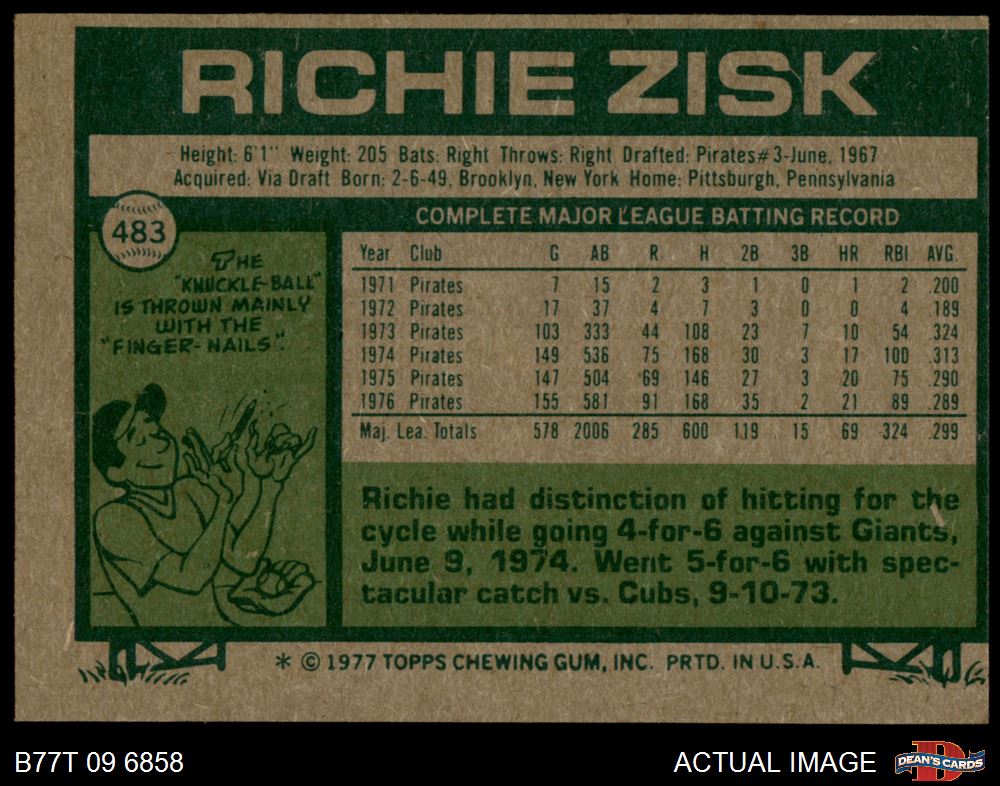 RICHIE ZISK
Height: 6'1" Weight: 205 Bats: Right Throws: Right Drafted: Pirates#3-June, 1967
Acquired: Via Draft Born: 2-6-49, Brooklyn, New York Home: Pittsburgh, Pennsylvania
483
THE
"KNUCKLE-BALL"
IS THROWN MAINLY
WITH THE
"FINGER-NAILS".
COMPLETE MAJOR LEAGUE BATTING RECORD
Year Club G AB R H 2B 3B HR RBI AVG.
1971 Pirates 7 15 2 3 1 0 1 2 .200
1972 Pirates 17 37 4 7 3 0 0 4 .189
1973 Pirates 103 333 44 108 23 7 10 54 .324
1974 Pirates 149 536 75 168 30 3 17 100 .313
1975 Pirates 147 504 69 146 27 3 20 75 .290
1976 Pirates 155 581 91 168 35 2 21 89 .289
Maj. Lea. Totals 578 2006 285 600 119 15 69 324 .299
Richie had distinction of hitting for the
cycle while going 4-for-6 against Giants,
June 9, 1974. Went 5-for-6 with spec-
tacular catch vs. Cubs, 9-10-73.
* © 1977 TOPPS CHEWING GUM, INC. PRTD. IN U.S.A.
B77T 09 6858
ACTUAL IMAGE
D
DEAN'S CARDS